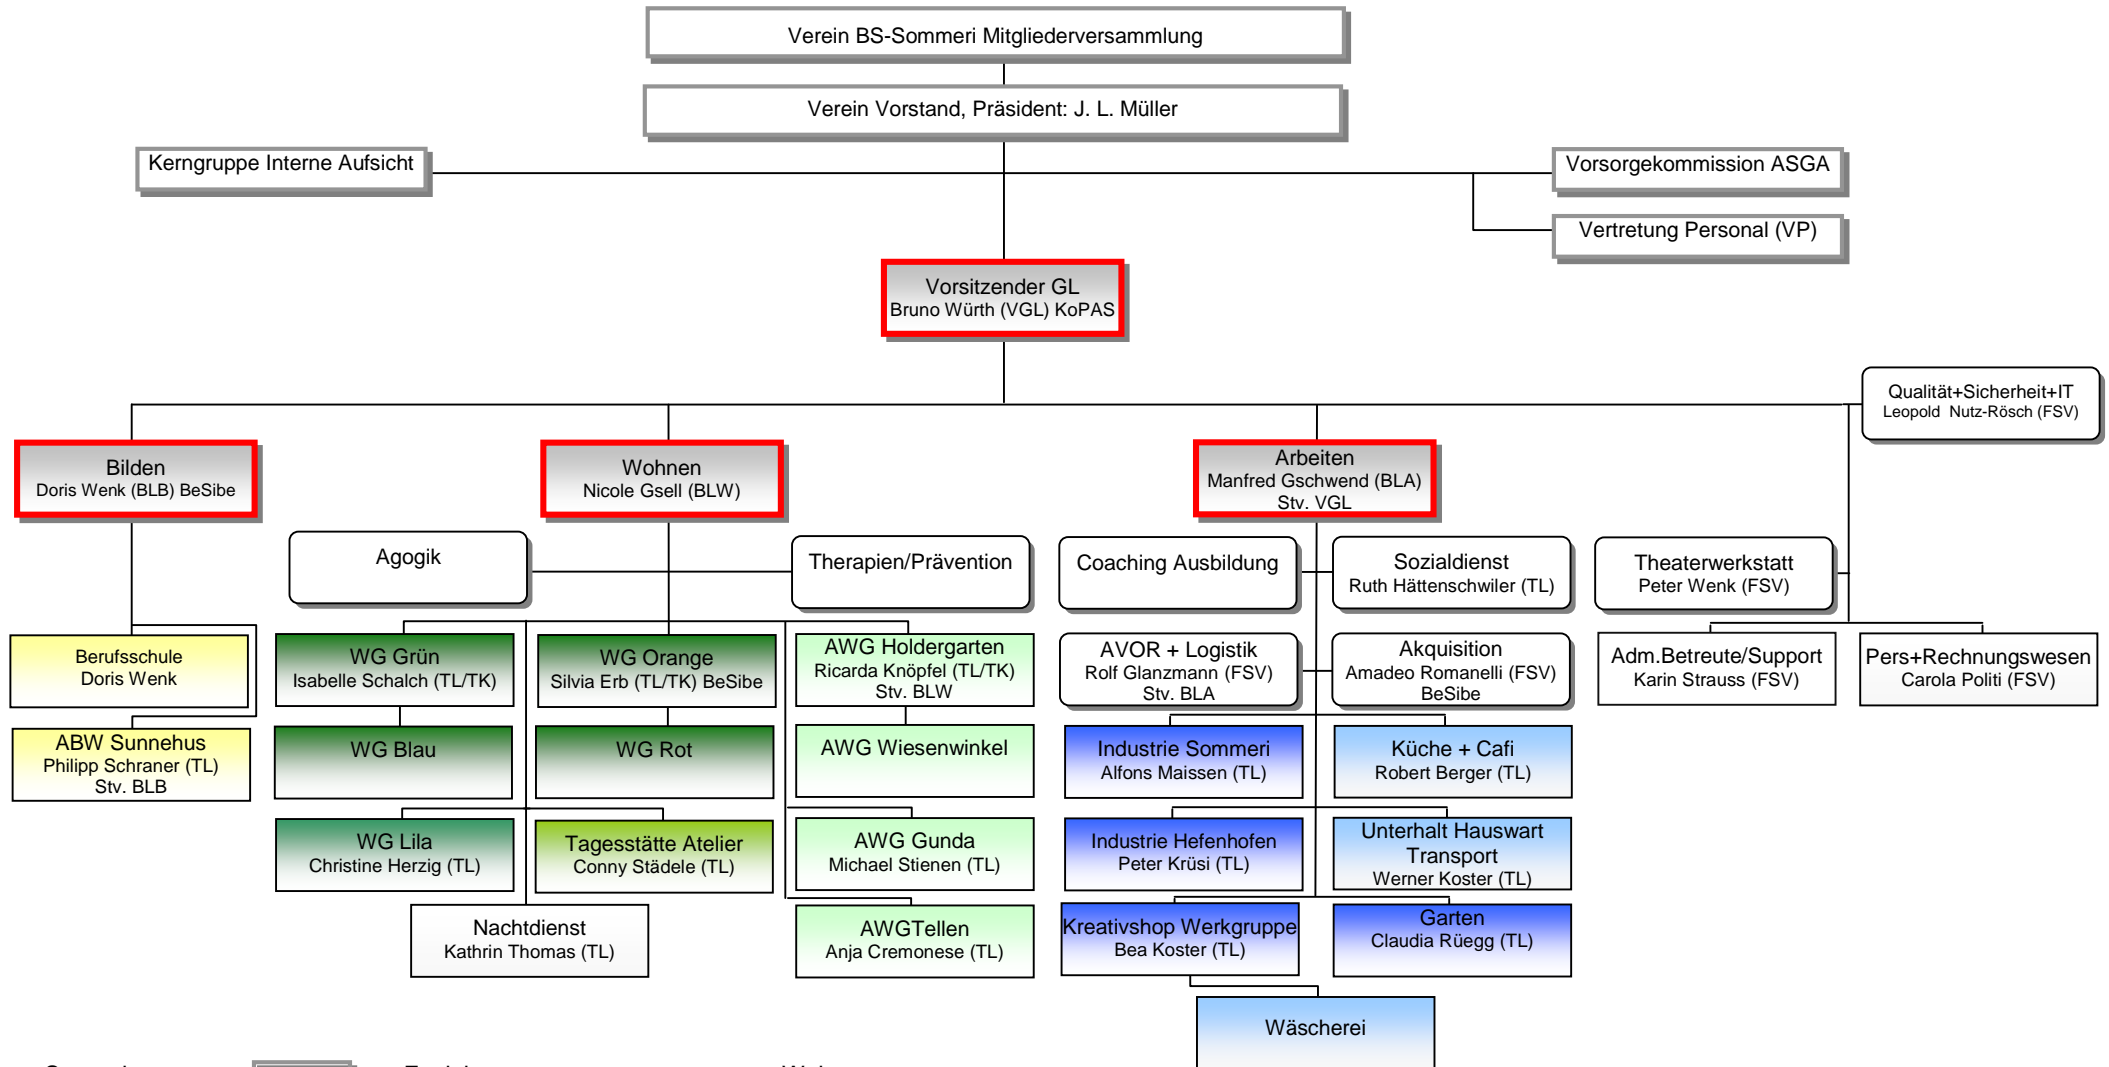 Verein BS-Sommeri Mitgliederversammlung
Verein Vorstand, Präsident: J. L. Müller
Kerngruppe Interne Aufsicht
Vorsorgekommission ASGA
Vertretung Personal (VP)
Vorsitzender GL
Bruno Würth (VGL) KoPAS
Qualität+Sicherheit+IT
Leopold Nutz-Rösch (FSV)
Bilden
Doris Wenk (BLB) BeSibe
Wohnen
Nicole Gsell (BLW)
Arbeiten
Manfred Gschwend (BLA)
Stv. VGL
Agogik
Therapien/Prävention
Coaching Ausbildung
Sozialdienst
Ruth Hättenschwiler (TL)
Theaterwerkstatt
Peter Wenk (FSV)
Berufsschule
Doris Wenk
WG Grün
Isabelle Schalch (TL/TK)
WG Orange
Silvia Erb (TL/TK) BeSibe
AWG Holdergarten
Ricarda Knöpfel (TL/TK)
Stv. BLW
AVOR + Logistik
Rolf Glanzmann (FSV)
Stv. BLA
Akquisition
Amadeo Romanelli (FSV)
BeSibe
Adm.Betreute/Support
Karin Strauss (FSV)
Pers+Rechnungswesen
Carola Politi (FSV)
ABW Sunnehus
Philipp Schraner (TL)
Stv. BLB
WG Blau
WG Rot
AWG Wiesenwinkel
Industrie Sommeri
Alfons Maissen (TL)
Küche + Cafi
Robert Berger (TL)
WG Lila
Christine Herzig (TL)
Tagesstätte Atelier
Conny Städele (TL)
AWG Gunda
Michael Stienen (TL)
Industrie Hefenhofen
Peter Krüsi (TL)
Unterhalt Hauswart
Transport
Werner Koster (TL)
Nachtdienst
Kathrin Thomas (TL)
AWGTellen
Anja Cremonese (TL)
Kreativshop Werkgruppe
Bea Koster (TL)
Garten
Claudia Rüegg (TL)
Wäscherei